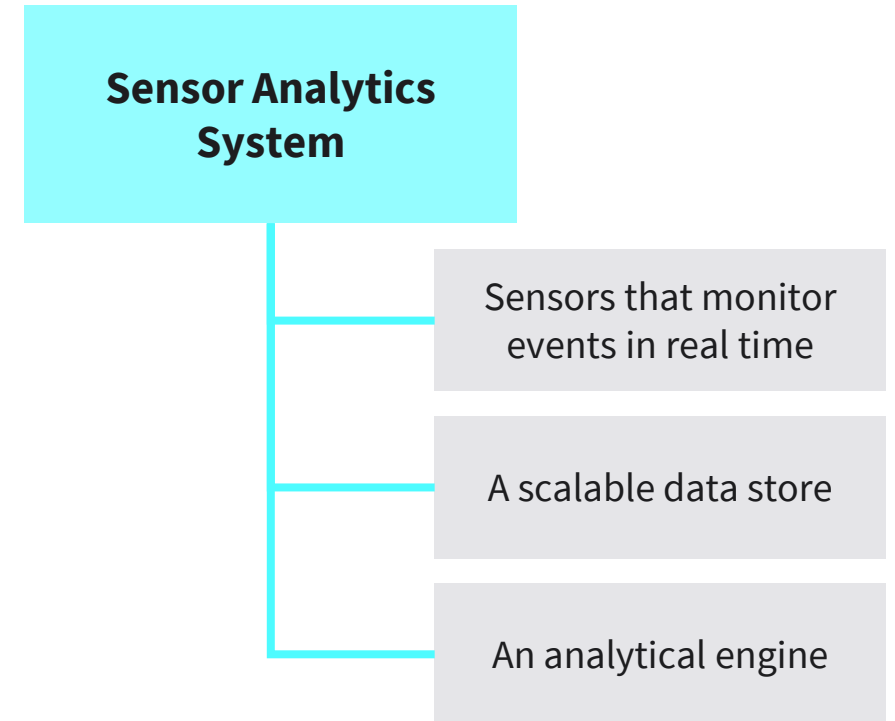 Sensor Analytics
System
Sensors that monitor
events in real time
A scalable data store
An analytical engine